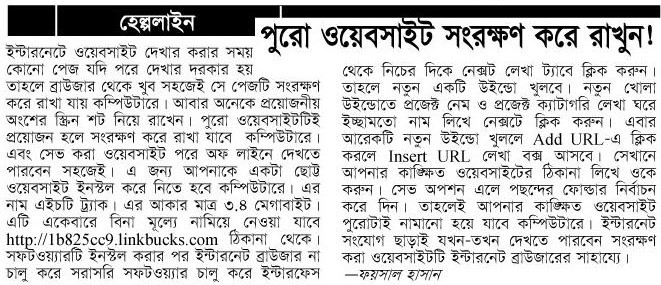 হেল্পলাইন
পুরো ওয়েবসাইট সংরক্ষণ করে রাখুন!
ইন্টারনেটে ওয়েবসাইট দেখার করার সময়
কোনো পেজ যদি পরে দেখার দরকার হয়
তাহলে ব্রাউজার থেকে খুব সহজেই সে পেজটি সংরক্ষণ
করে রাখা যায় কম্পিউটারে। আবার অনেকে প্রয়োজনীয়
অংশের স্ক্রিন শট নিয়ে রাখেন। পুরো ওয়েবসাইটটিই
প্রয়োজন হলে সংরক্ষণ করে রাখা যাবে কম্পিউটারে।
এবং সেভ করা ওয়েবসাইট পরে অফ লাইনে দেখতে
পারবেন সহজেই। এ জন্য আপনাকে একটা ছোট্ট
ওয়েবসাইট ইনস্টল করে নিতে হবে কম্পিউটারে। এর
নাম এইচটি ট্র্যাক। এর আকার মাত্র ৩.৪ মেগাবাইট।
এটি একেবারে বিনা মূল্যে নামিয়ে নেওয়া যাবে
http://1b825cc9.linkbucks.com ঠিকানা থেকে।
সফটওয়্যারটি ইনস্টল করার পর ইন্টারনেট ব্রাউজার না
চালু করে সরাসরি সফটওয়্যার চালু করে ইন্টারফেস
থেকে নিচের দিকে নেক্সট লেখা ট্যাবে ক্লিক করুন।
তাহলে নতুন একটি উইন্ডো খুলবে। নতুন খোলা
উইন্ডোতে প্রজেক্ট নেম ও প্রজেক্ট ক্যাটাগরি লেখা ঘরে
ইচ্ছামতো নাম লিখে নেক্সটে ক্লিক করুন। এবার
আরেকটি নতুন উইন্ডো খুললে Add URL-এ ক্লিক
করলে Insert URL লেখা বক্স আসবে। সেখানে
আপনার কাঙ্ক্ষিত ওয়েবসাইটের ঠিকানা লিখে ওকে
করুন। সেভ অপশন এলে পছন্দের ফোল্ডার নির্বাচন
করে দিন। তাহলেই আপনার কাঙ্ক্ষিত ওয়েবসাইট
পুরোটাই নামানো হয়ে যাবে কম্পিউটারে। ইন্টারনেট
সংযোগ ছাড়াই যখন-তখন দেখতে পারবেন সংরক্ষণ
করা ওয়েবসাইটটি ইন্টারনেট ব্রাউজারের সাহায্যে।
—ফয়সাল হাসান